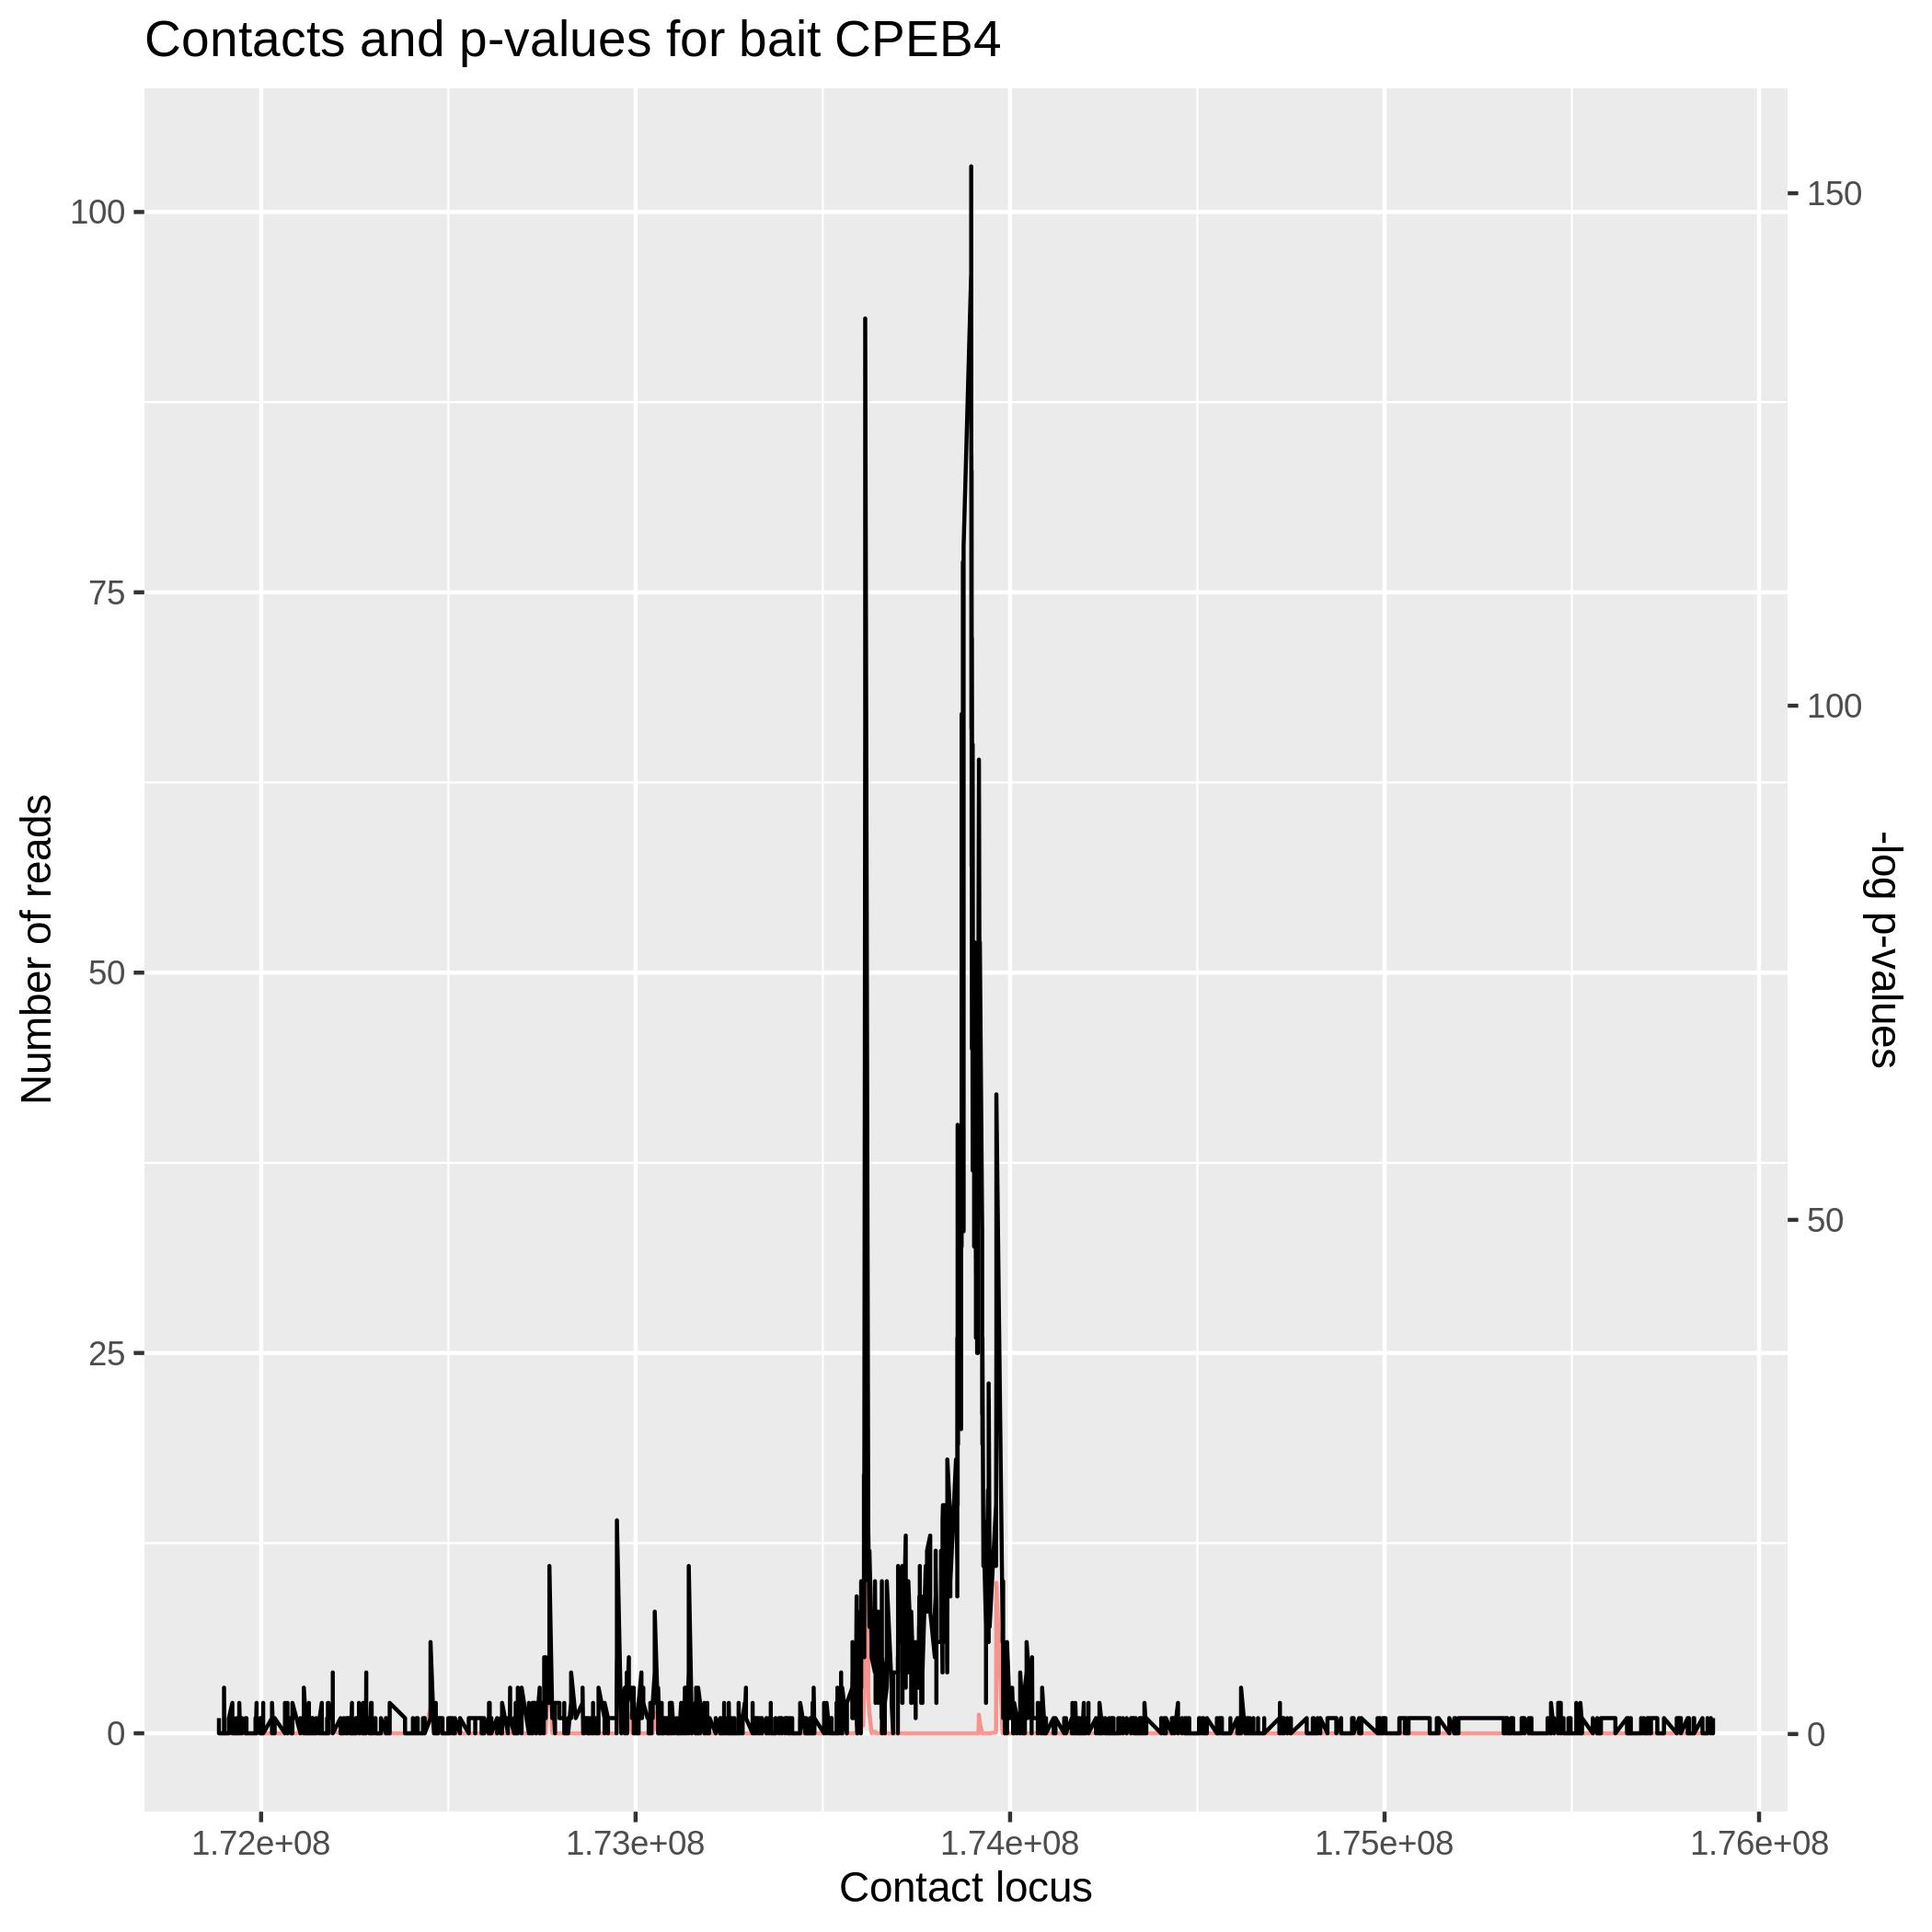 Contacts and p-values for bait CPEB4
100
75
50
25
0
Number of reads
150
100
50
0
-log p-values
1.72e+08
1.73e+08
1.74e+08
1.75e+08
1.76e+08
Contact locus